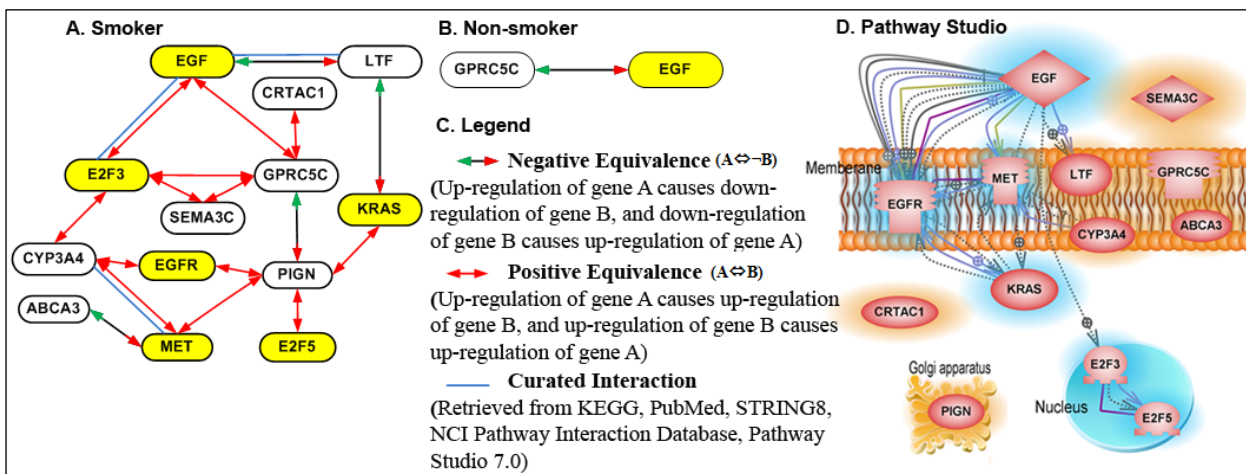 A. Smoker
EGF
LTF
CRTAC1
E2F3
GPRC5C
SEMA3C
KRAS
CYP3A4
EGFR
PIGN
ABCA3
MET
E2F5
B. Non-smoker
GPRC5C
EGF
C. Legend
Negative Equivalence (A⇔¬B)
(Up-regulation of gene A causes down-
regulation of gene B, and down-regulation
of gene B causes up-regulation of gene A)
Positive Equivalence (A⇔B)
(Up-regulation of gene A causes up-regulation
of gene B, and up-regulation of gene B causes
up-regulation of gene A)
Curated Interaction
(Retrieved from KEGG, PubMed, STRING8,
NCI Pathway Interaction Database, Pathway
Studio 7.0)
D. Pathway Studio
EGF
SEMA3C
Memberane
MET
LTF
GPRC5C
EGFR
CYP3A4
ABCA3
KRAS
CRTAC1
E2F3
Golgi apparatus
PIGN
Nucleus
E2F5